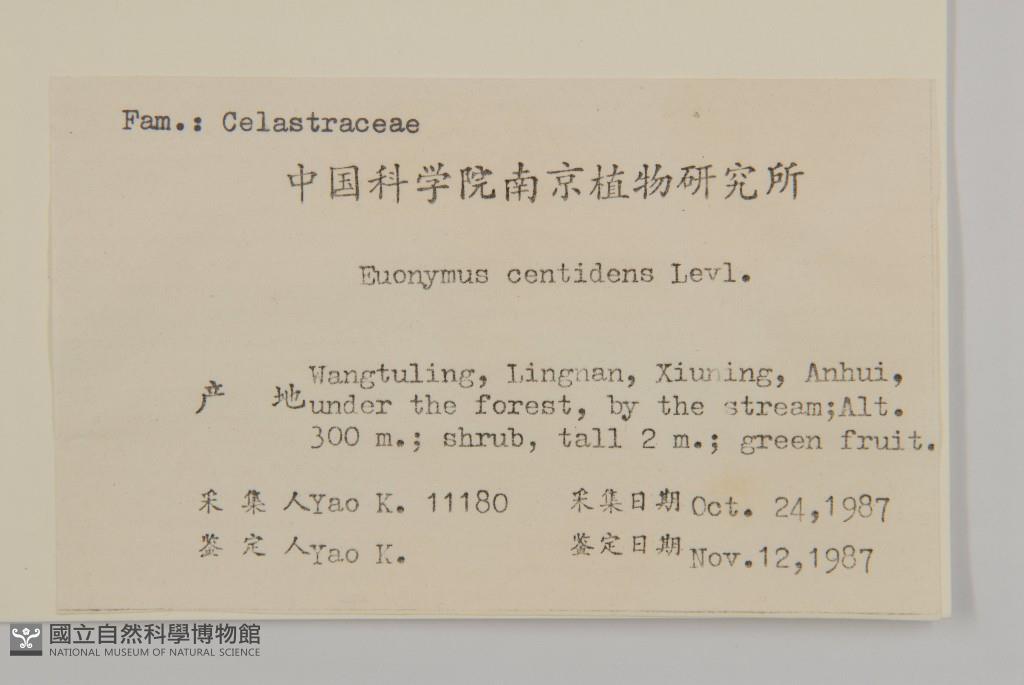 Fam.: Celastraceae
中国科学院南京植物研究所
Euonymus centidens Levl.
产 地 Wangtuling, Lingnan, Xiuning, Anhui,
under the forest, by the stream;Alt.
300 m.; shrub, tall 2 m.; green fruit.
采 集 人 Yao K. 11180 采集日期 Oct. 24,1987
鉴 定 人 Yao K. 鉴定日期 Nov.12,1987
國立自然科學博物館
NATIONAL MUSEUM OF NATURAL SCIENCE